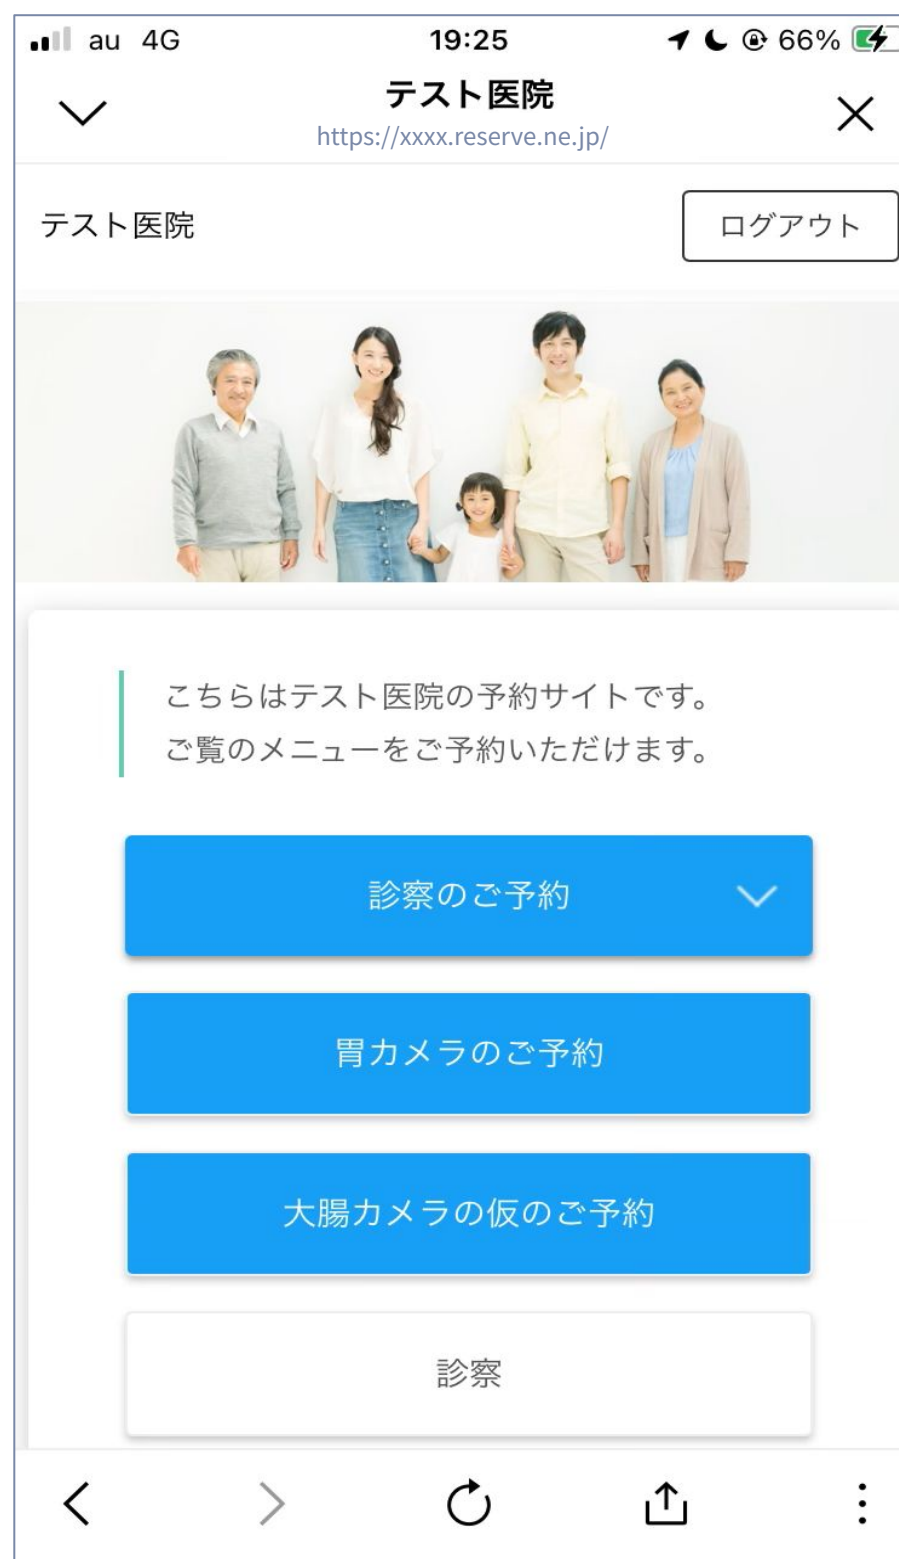 au 4G 19:25 66%
テスト医院
https://xxxx.reserve.ne.jp/
テスト医院 ログアウト
こちらはテスト医院の予約サイトです。
ご覧のメニューをご予約いただけます。
診察のご予約
胃カメラのご予約
大腸カメラの仮のご予約
診察